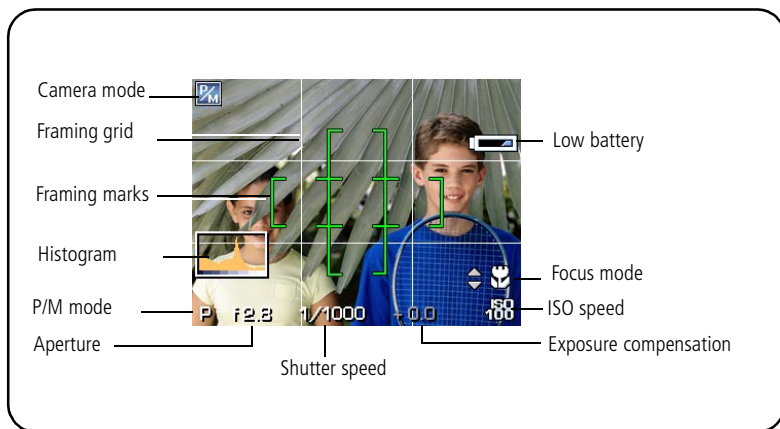 Camera mode
P/M
Framing grid
Low battery
Framing marks
Histogram
Focus mode
P/M mode
P f2.8 1/1000 - 0.0 ISO 100
ISO speed
Aperture
Exposure compensation
Shutter speed